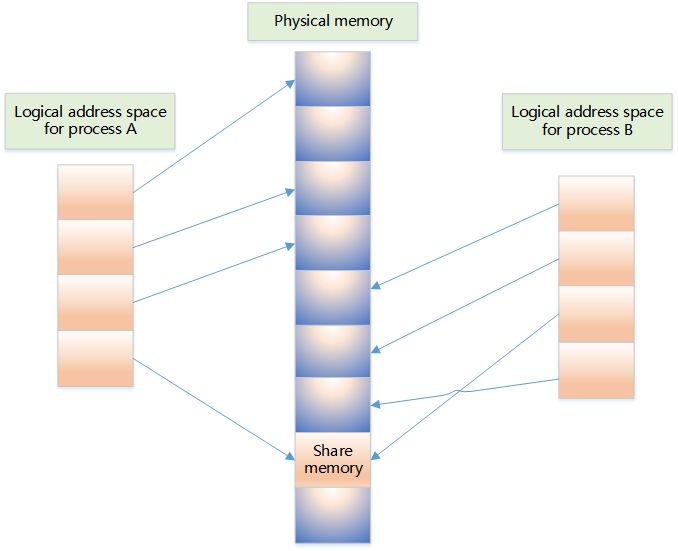 Physical memory
Logical address space
for process A
Logical address space
for process B
Share
memory